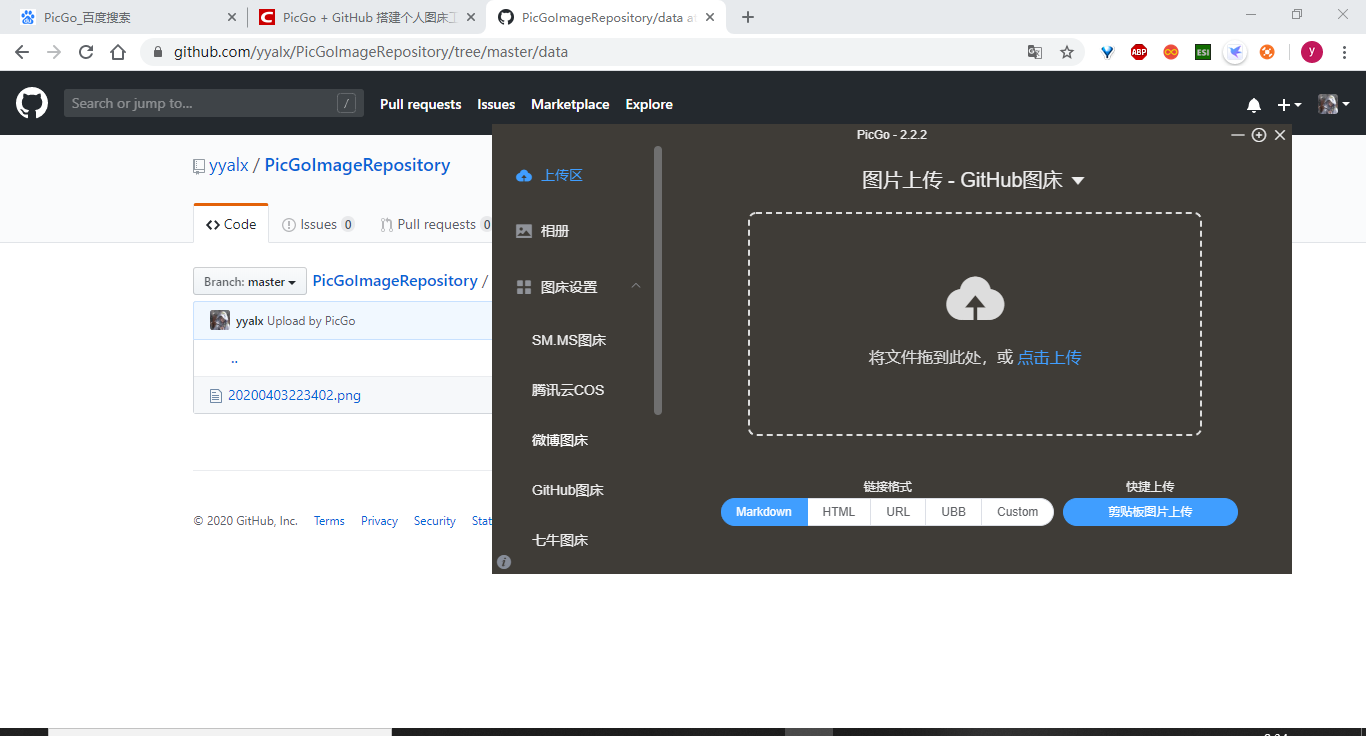 PicGo_百度搜索
PicGo + GitHub 搭建个人图床工
PicGoImageRepository/data at
github.com/yyalx/PicGoImageRepository/tree/master/data
ABP
ESI
y
Search or jump to...
/
Pull requests
Issues
Marketplace
Explore
yyalx / PicGoImageRepository
Code
Issues 0
Pull requests 0
Branch: master
PicGoImageRepository /
yyalx Upload by PicGo
..
20200403223402.png
© 2020 GitHub, Inc.
Terms
Privacy
Security
Stat
PicGo - 2.2.2
上传区
相册
图床设置
SM.MS图床
腾讯云COS
微博图床
GitHub图床
七牛图床
图片上传 - GitHub图床
将文件拖到此处，或 点击上传
链接格式
快捷上传
Markdown
HTML
URL
UBB
Custom
剪贴板图片上传